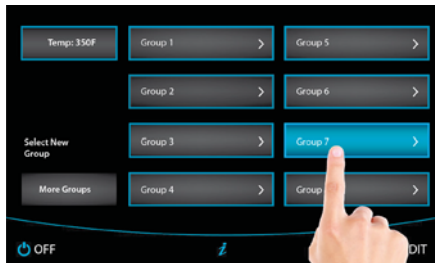 Temp: 350F
Group 1
Group 5
Group 2
Group 6
Select New
Group
Group 3
Group 7
More Groups
Group 4
Group
OFF
i
DIT